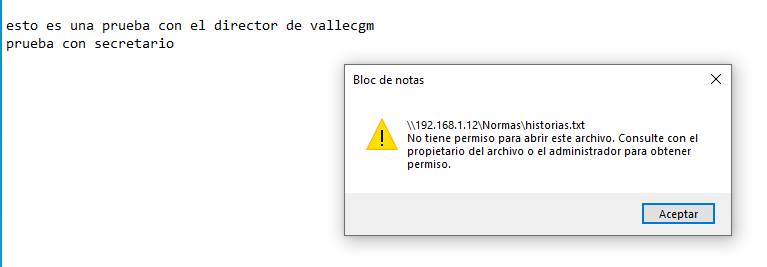 esto es una prueba con el director de vallecgm
prueba con secretario
Bloc de notas
\\192.168.1.12\Normas\historias.txt
No tiene permiso para abrir este archivo. Consulte con el
propietario del archivo o el administrador para obtener
permiso.
Aceptar